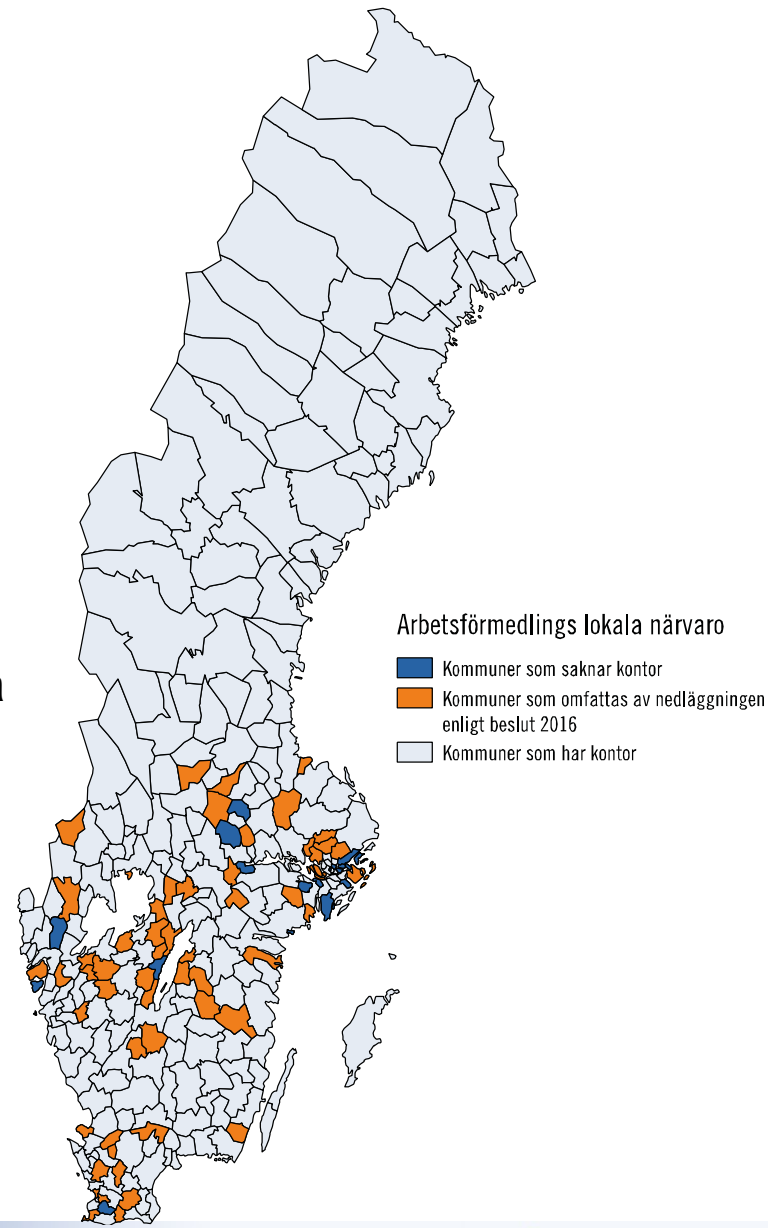 Arbetsförmedlings lokala närvaro
Kommuner som saknar kontor
Kommuner som omfattas av nedläggningen
enligt beslut 2016
Kommuner som har kontor